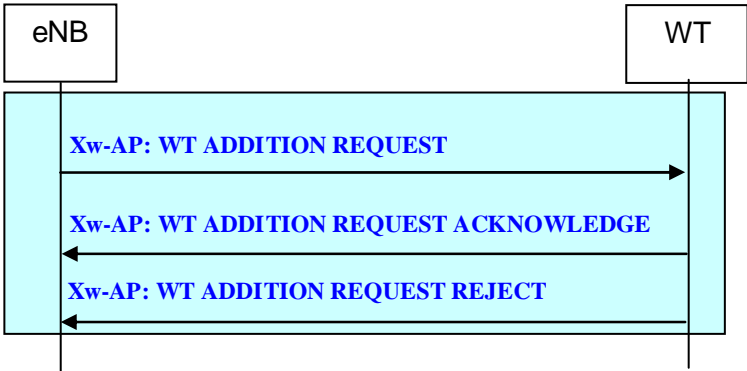 eNB
WT
Xw-AP: WT ADDITION REQUEST
Xw-AP: WT ADDITION REQUEST ACKNOWLEDGE
Xw-AP: WT ADDITION REQUEST REJECT